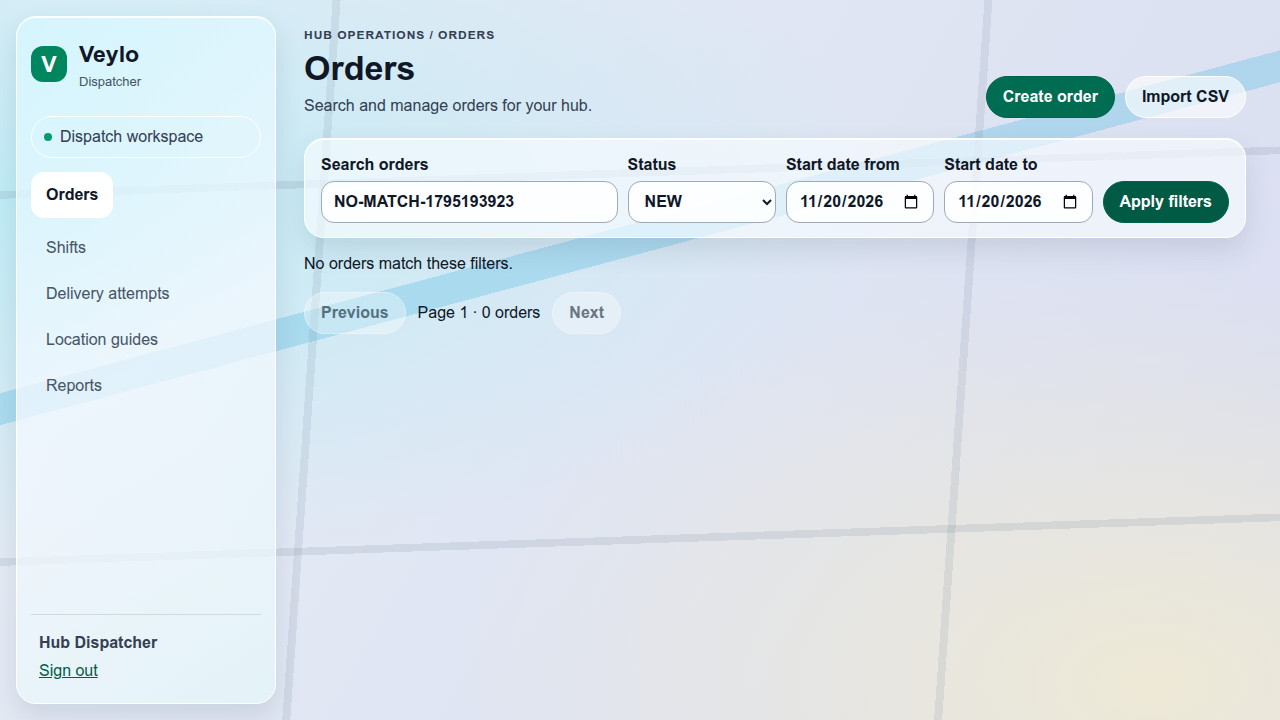 V
Veylo
Dispatcher
Dispatch workspace
Orders
Shifts
Delivery attempts
Location guides
Reports
Hub Dispatcher
Sign out
HUB OPERATIONS / ORDERS
Orders
Search and manage orders for your hub.
Create order
Import CSV
Search orders
Status
Start date from
Start date to
NO-MATCH-1795193923
NEW
11/20/2026
11/20/2026
Apply filters
No orders match these filters.
Previous
Page 1 · 0 orders
Next